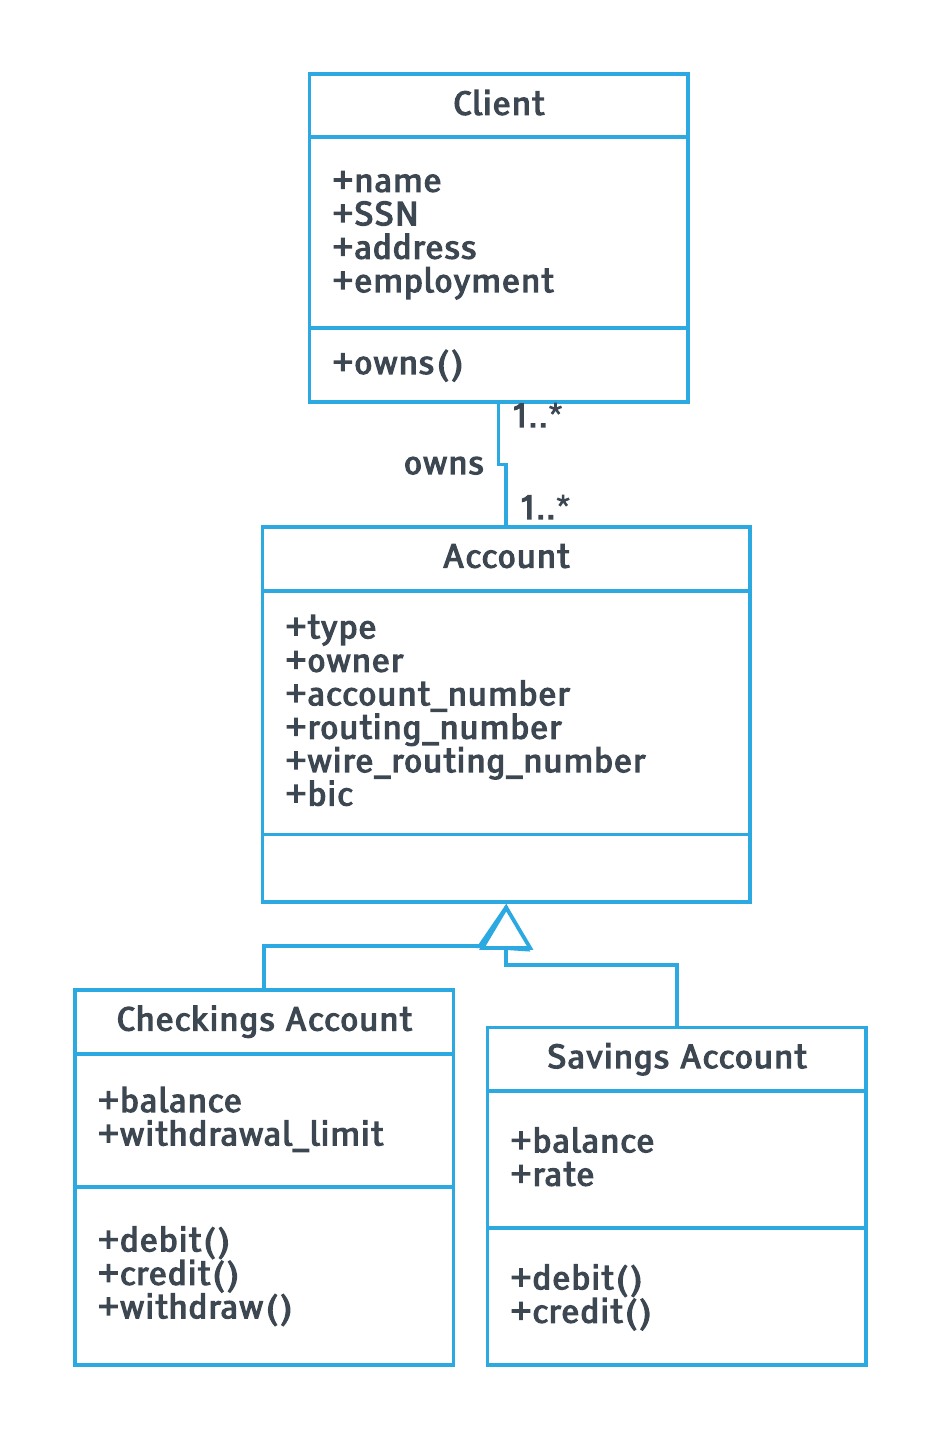 Client
+name
+SSN
+address
+employment
+owns()
1..*
owns
1..*
Account
+type
+owner
+account_number
+routing_number
+wire_routing_number
+bic
Checkings Account
+balance
+withdrawal_limit
+debit()
+credit()
+withdraw()
Savings Account
+balance
+rate
+debit()
+credit()